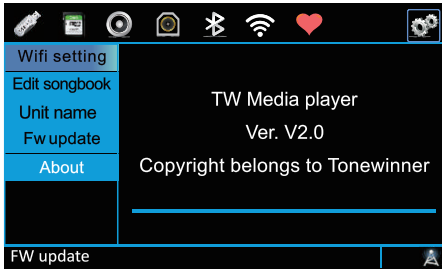 Wifi setting
Edit songbook
Unit name
Fw update
About
TW Media player
Ver. V2.0
Copyright belongs to Tonewinner
FW update